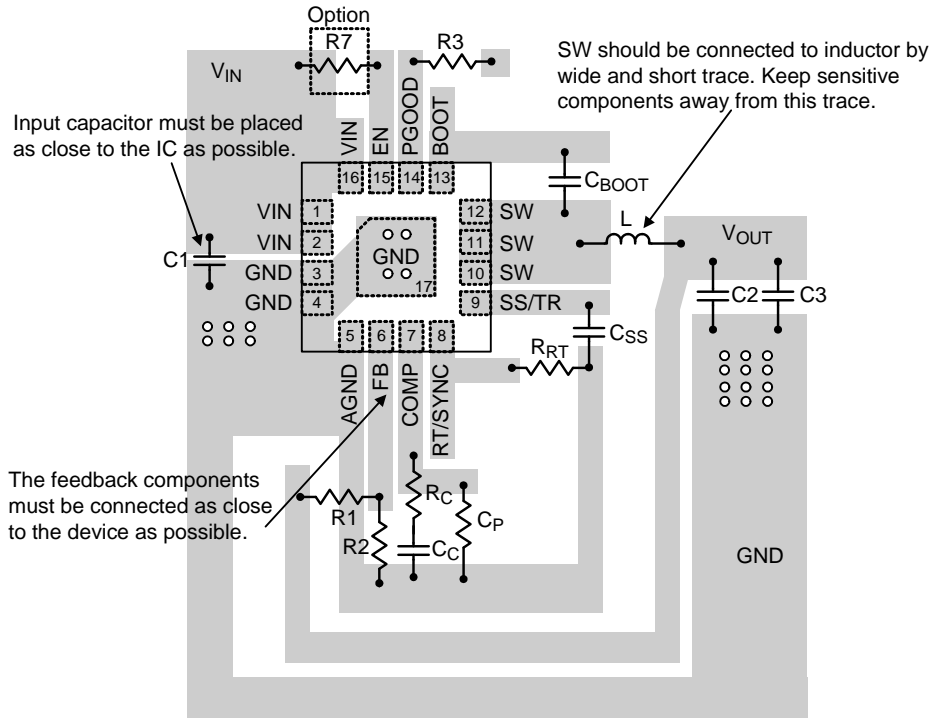 Option
R7
R3
VIN
SW should be connected to inductor by
wide and short trace. Keep sensitive
components away from this trace.
Input capacitor must be placed
as close to the IC as possible.
VIN
EN
PGOOD
BOOT
16
15
14
13
CBOOT
VIN
1
12
SW
L
VOUT
VIN
2
11
SW
C1
GND
3
GND
10
SW
GND
4
17
9
SS/TR
C2
C3
CSS
5
6
7
8
RRT
AGND
FB
COMP
RT/SYNC
The feedback components
must be connected as close
to the device as possible.
R1
R2
RC
CC
CP
GND